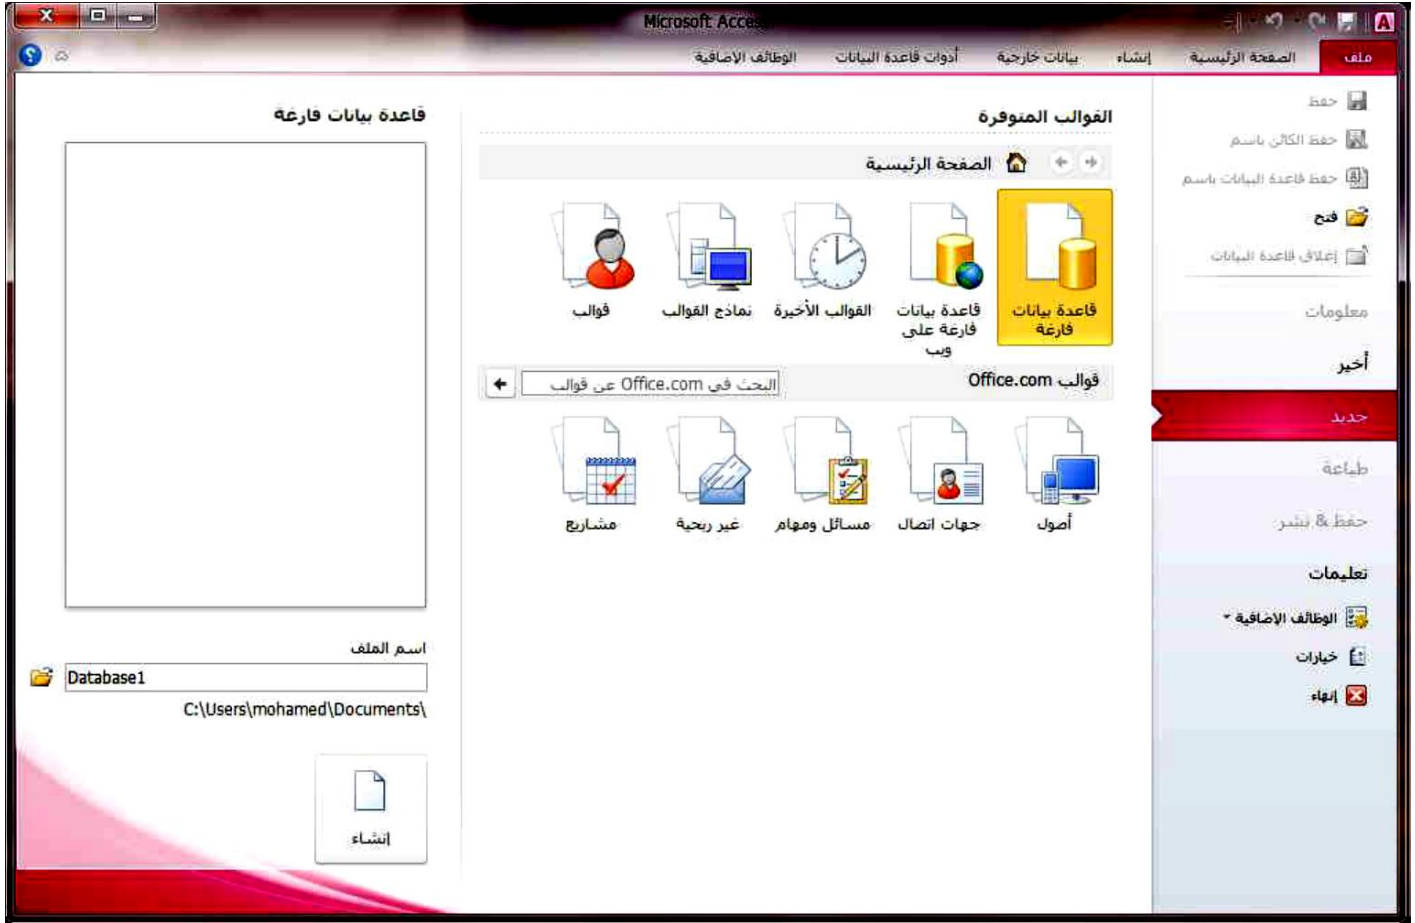 Microsoft Acce
ملف
الصفحة الرئيسية
إنشاء
بيانات خارجية
أدوات قاعدة البيانات
الوظائف الإضافية
حفظ
حفظ الكائن باسم
حفظ قاعدة البيانات باسم
فتح
إغلاق قاعدة البيانات
معلومات
أخير
جديد
طباعة
حفظ & نشر
تعليمات
الوظائف الإضافية
خيارات
إنهاء
القوالب المتوفرة
الصفحة الرئيسية
قاعدة بيانات
فارغة
قاعدة بيانات
فارغة على
ويب
القوالب الأخيرة
نماذج القوالب
قوالب
قوالب Office.com
البحث في Office.com عن قوالب
أصول
جهات اتصال
مسائل ومهام
غير ربحية
مشاريع
قاعدة بيانات فارغة
اسم الملف
Database1
C:\Users\mohamed\Documents\
إنشاء